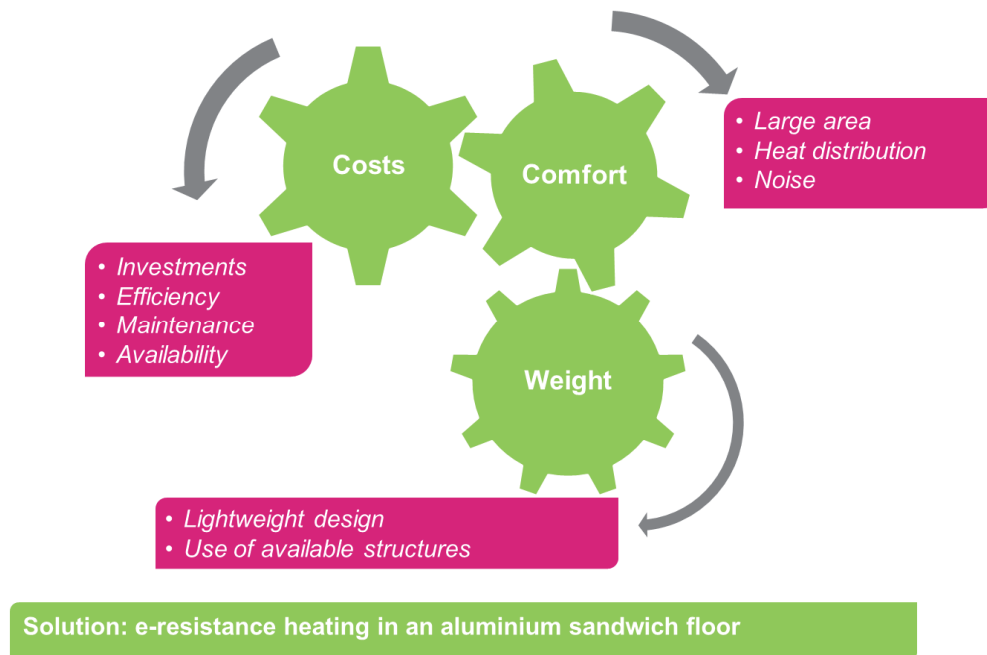 Costs
Comfort
• Large area
• Heat distribution
• Noise
• Investments
• Efficiency
• Maintenance
• Availability
Weight
• Lightweight design
• Use of available structures
Solution: e-resistance heating in an aluminium sandwich floor